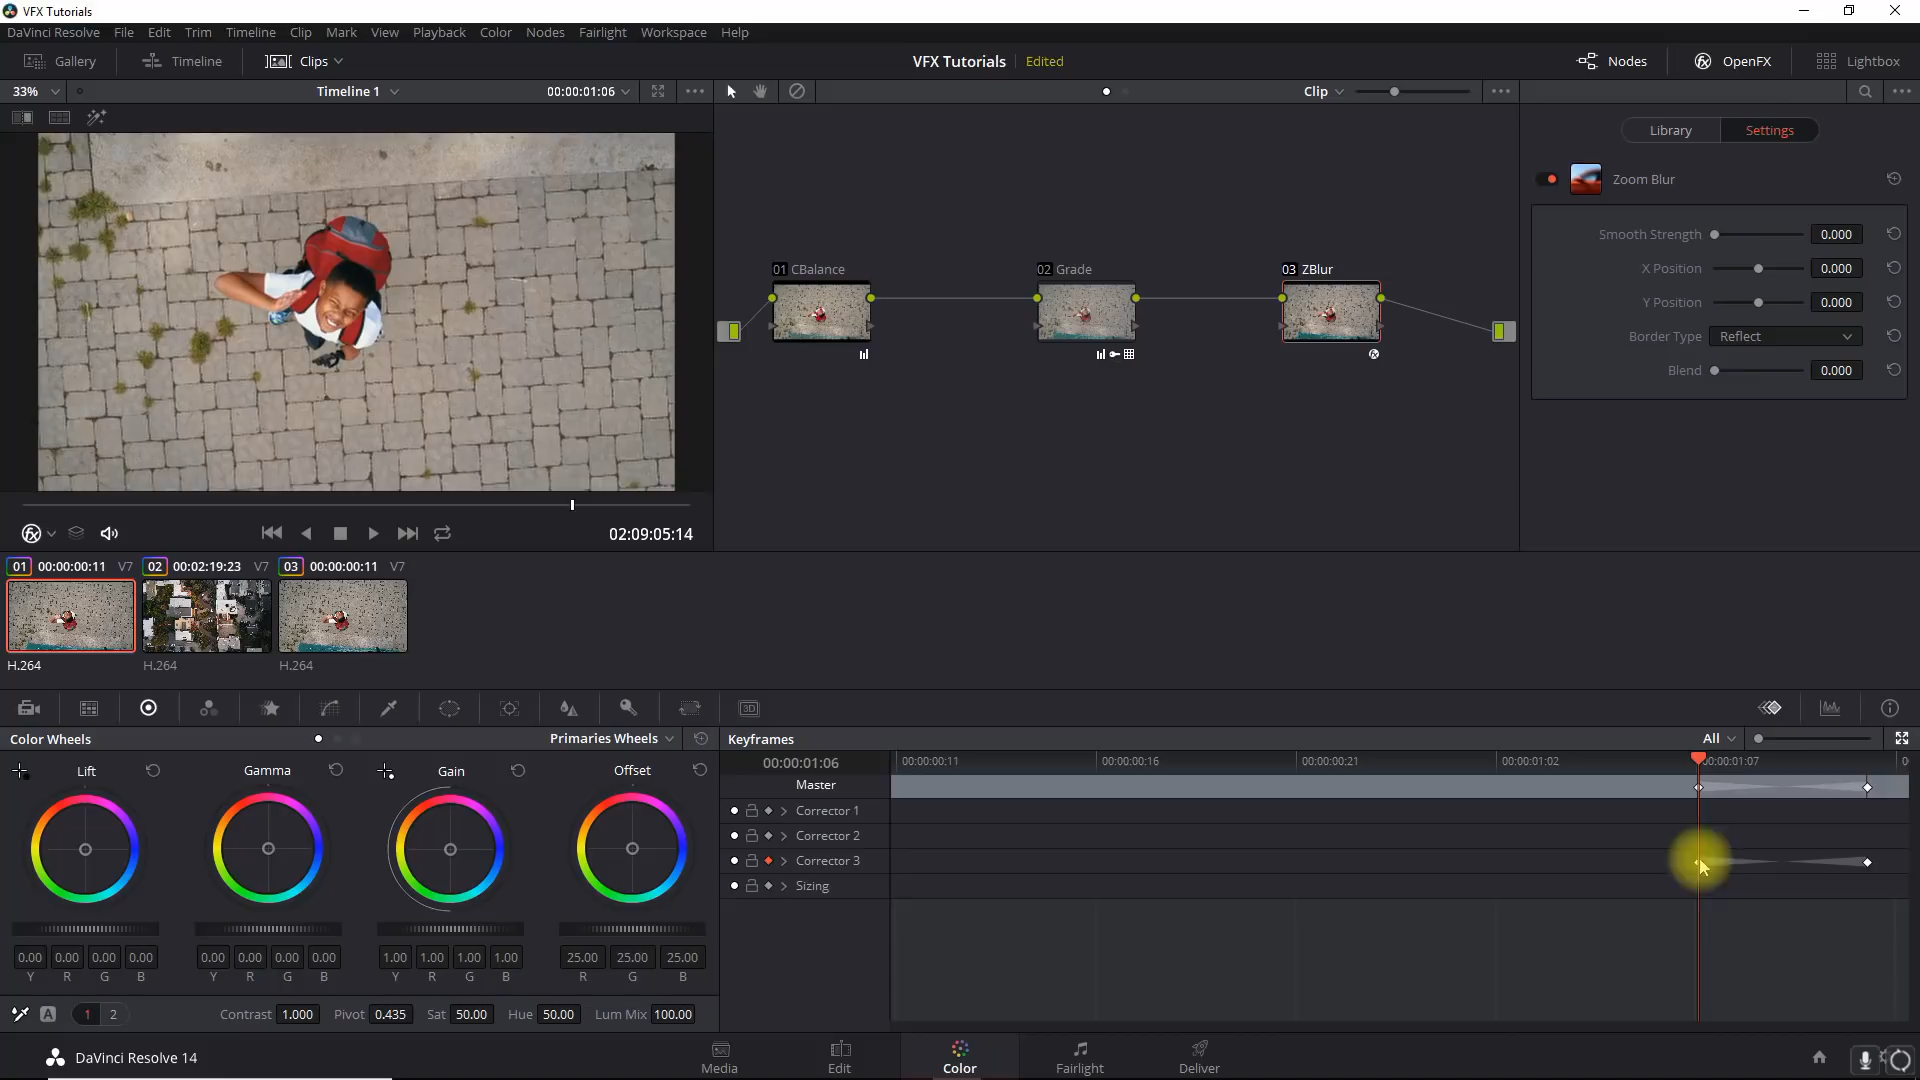 VFX Tutorials
DaVinci Resolve File Edit Trim Timeline Clip Mark View Playback Color Nodes Fairlight Workspace Help
Gallery Timeline Clips VFX Tutorials Edited Nodes OpenFX Lightbox
33% Timeline 1 00:00:01:06 Clip
Library Settings
Zoom Blur
Smooth Strength 0.000
X Position 0.000
Y Position 0.000
Border Type Reflect
Blend 0.000
01 CBalance 02 Grade 03 ZBlur
02:09:05:14
01 00:00:00:11 V7 02 00:02:19:23 V7 03 00:00:00:11 V7
H.264 H.264 H.264
3D
Color Wheels Primaries Wheels Keyframes All
Lift Gamma Gain Offset
00:00:01:06 00:00:00:11 00:00:00:16 00:00:00:21 00:00:01:02 00:00:01:07
Master
Corrector 1
Corrector 2
Corrector 3
Sizing
0.00 0.00 0.00 0.00 0.00 0.00 0.00 0.00 1.00 1.00 1.00 1.00 25.00 25.00 25.00
Y R G B Y R G B Y R G B R G B
A 1 2 Contrast 1.000 Pivot 0.435 Sat 50.00 Hue 50.00 Lum Mix 100.00
DaVinci Resolve 14 Media Edit Color Fairlight Deliver